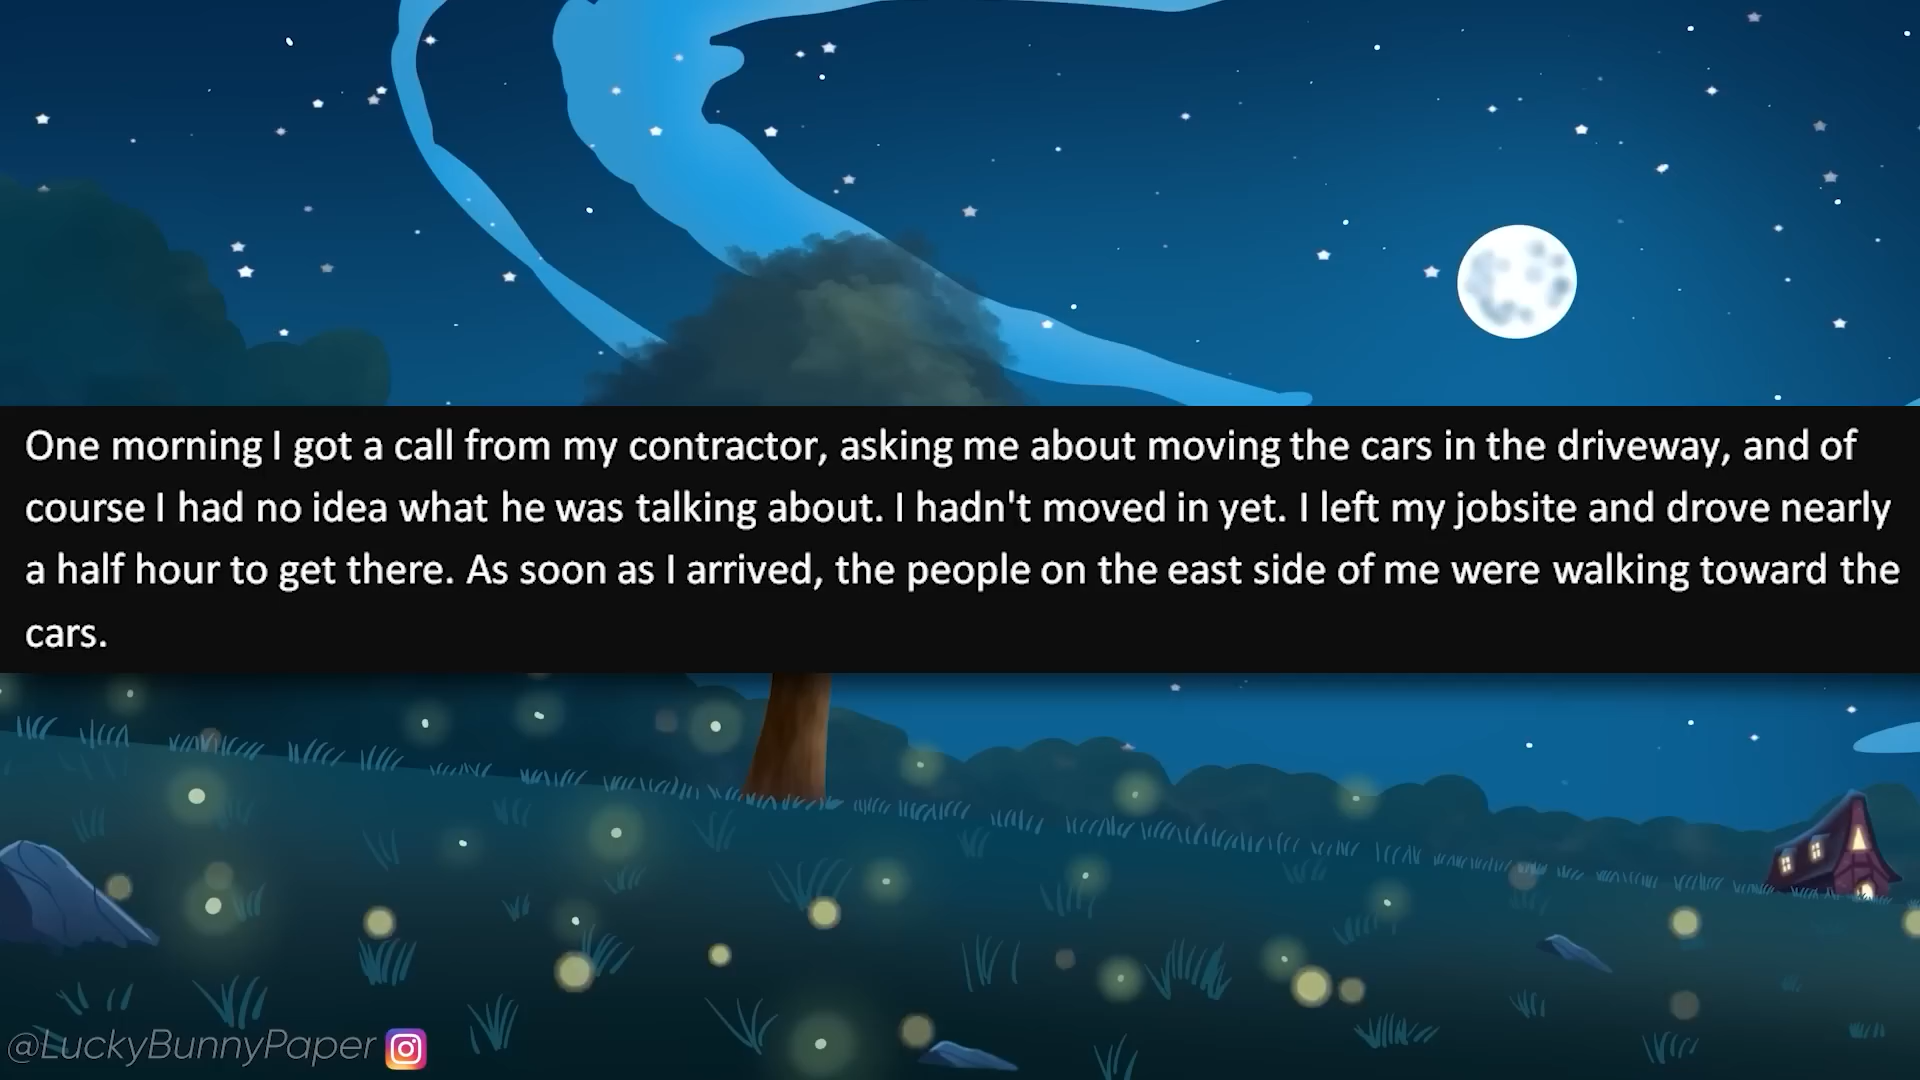 One morning I got a call from my contractor, asking me about moving the cars in the driveway, and of
course I had no idea what he was talking about. I hadn't moved in yet. I left my jobsite and drove nearly
a half hour to get there. As soon as I arrived, the people on the east side of me were walking toward the
cars.
@LuckyBunnyPaper